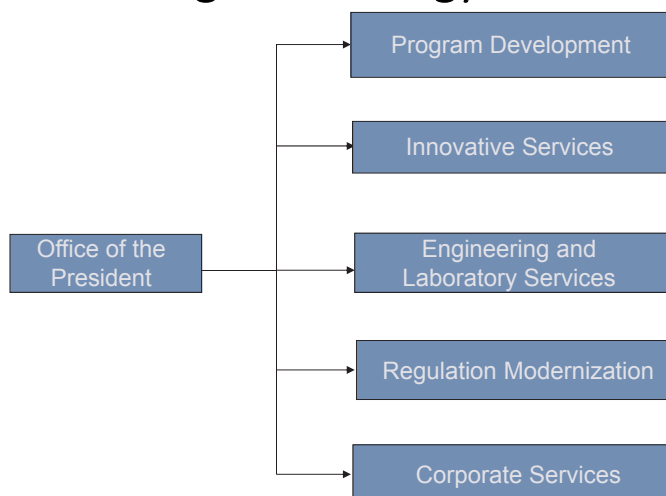 Program Development
Innovative Services
Office of the
President
Engineering and
Laboratory Services
Regulation Modernization
Corporate Services